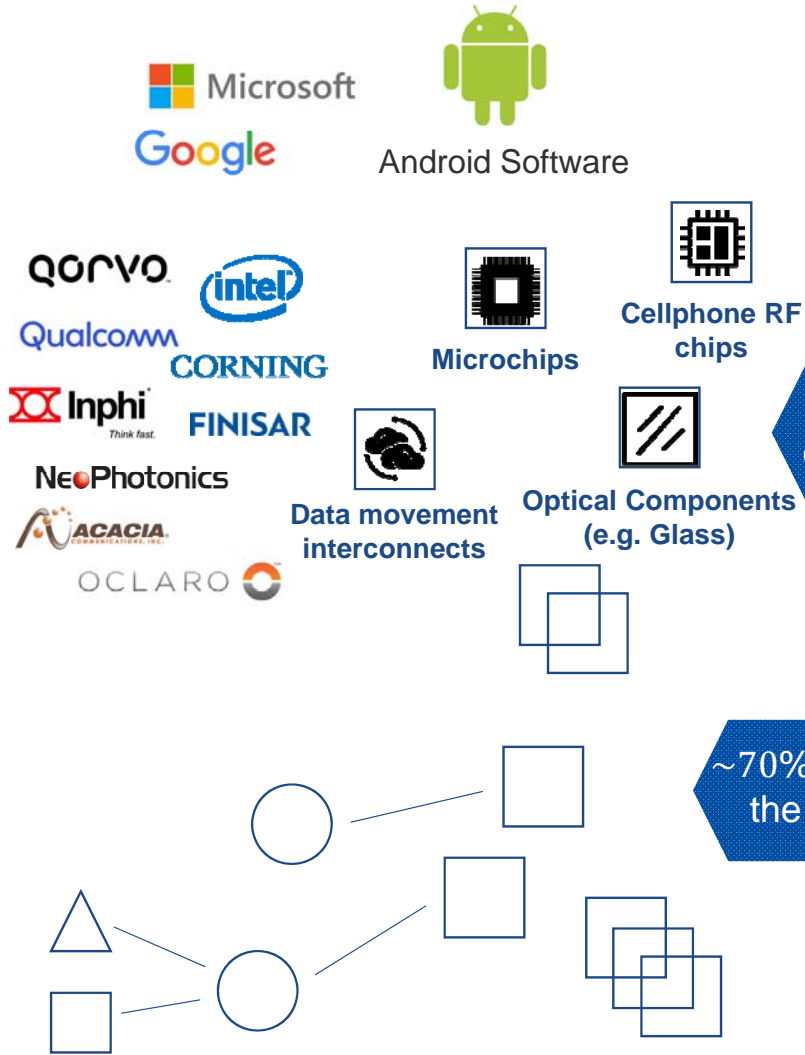 Microsoft
Google
Android Software
QORVO
intel
Qualcomm
CORNING
Inphi
Think fast.
FINISAR
NeoPhotonics
ACACIA
COMMUNICATIONS, INC.
OCLARO
Microchips
Cellphone RF
chips
Data movement
interconnects
Optical Components
(e.g. Glass)
~70%
the